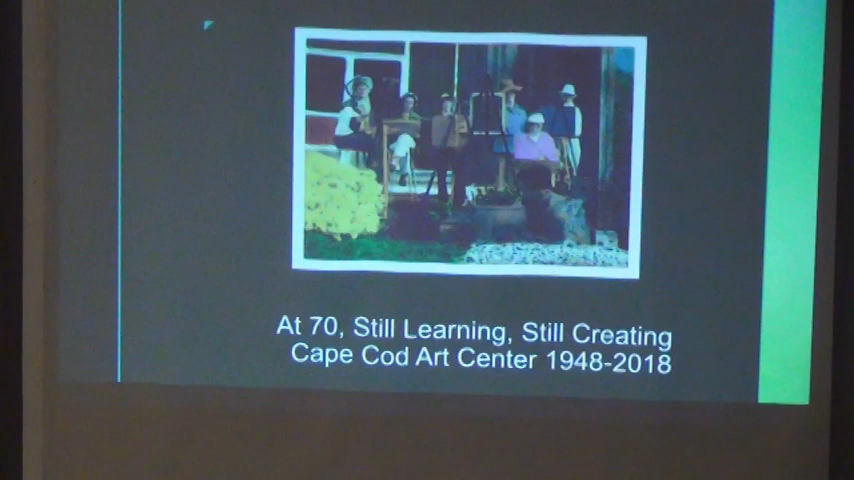 At 70, Still Learning, Still Creating
Cape Cod Art Center 1948-2018